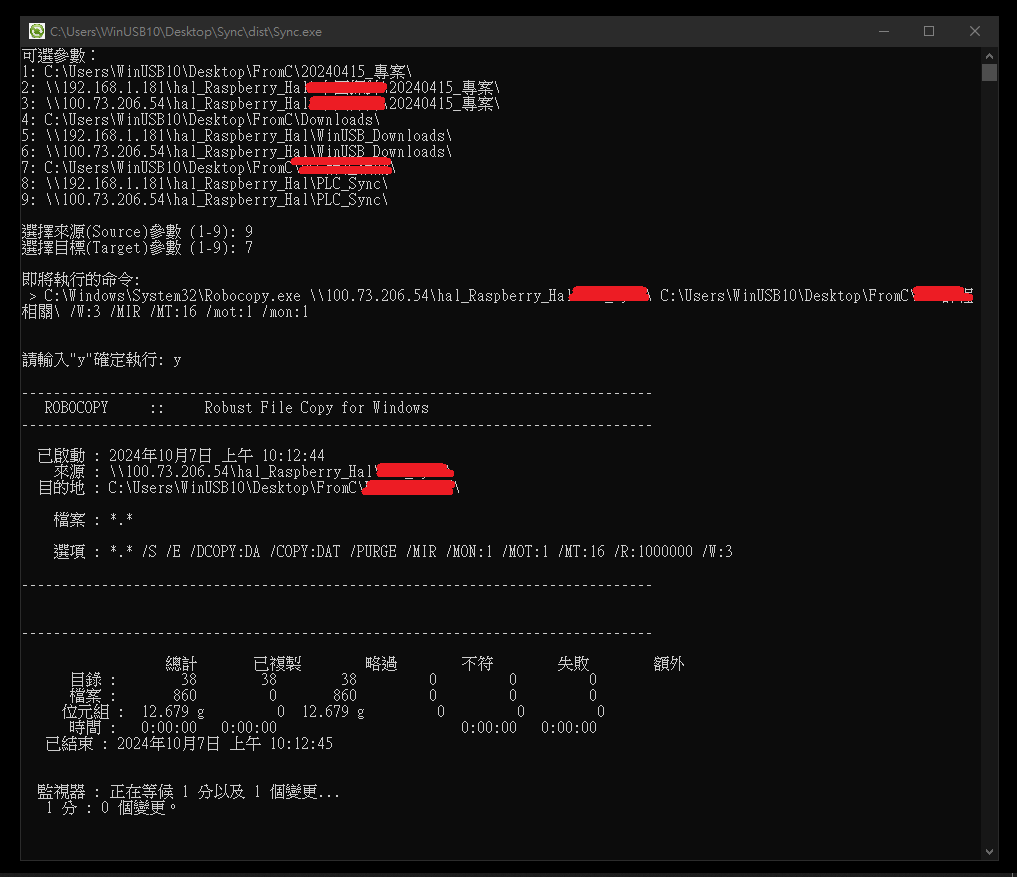 C:\Users\WinUSB10\Desktop\Sync\dist\Sync.exe
可選參數：
1: C:\Users\WinUSB10\Desktop\FromC\20240415_專案\
2: \\192.168.1.181\hal_Raspberry_Hal\ 20240415_專案\
3: \\100.73.206.54\hal_Raspberry_Hal \20240415_專案\
4: C:\Users\WinUSB10\Desktop\FromC\Downloads\
5: \\192.168.1.181\hal_Raspberry_Hal\WinUSB_Downloads\
6: \\100.73.206.54\hal_Raspberry_Hal\WinUSB_Downloads\
7: C:\Users\WinUSB10\Desktop\FromC\ \
8: \\192.168.1.181\hal_Raspberry_Hal\PLC_Sync\
9: \\100.73.206.54\hal_Raspberry_Hal\PLC_Sync\
選擇來源(Source)參數 (1-9): 9
選擇目標(Target)參數 (1-9): 7
即將執行的命令:
> C:\Windows\System32\Robocopy.exe \\100.73.206.54\hal_Raspberry_Hal \ C:\Users\WinUSB10\Desktop\FromC\
相關\ /W:3 /MIR /MT:16 /mot:1 /mon:1
請輸入"y"確定執行: y
-------------------------------------------------------------------------------
ROBOCOPY :: Robust File Copy for Windows
-------------------------------------------------------------------------------
已啟動 : 2024年10月7日 上午 10:12:44
來源 : \\100.73.206.54\hal_Raspberry_Hal\ \
目的地 : C:\Users\WinUSB10\Desktop\FromC\ \
檔案 : *.*
選項 : *.* /S /E /DCOPY:DA /COPY:DAT /PURGE /MIR /MON:1 /MOT:1 /MT:16 /R:1000000 /W:3
-------------------------------------------------------------------------------
-------------------------------------------------------------------------------
總計 已複製 略過 不符 失敗 額外
目錄 : 38 38 38 0 0 0
檔案 : 860 0 860 0 0 0
位元組 : 12.679 g 0 12.679 g 0 0 0
時間 : 0:00:00 0:00:00 0:00:00 0:00:00
已結束 : 2024年10月7日 上午 10:12:45
監視器 : 正在等候 1 分以及 1 個變更...
1 分 : 0 個變更。